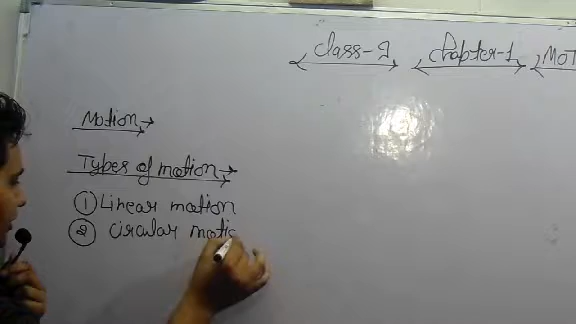 Class-9 Chapter-1 MOT
Motion →
Types of motion →
① Linear motion
② Circular motio